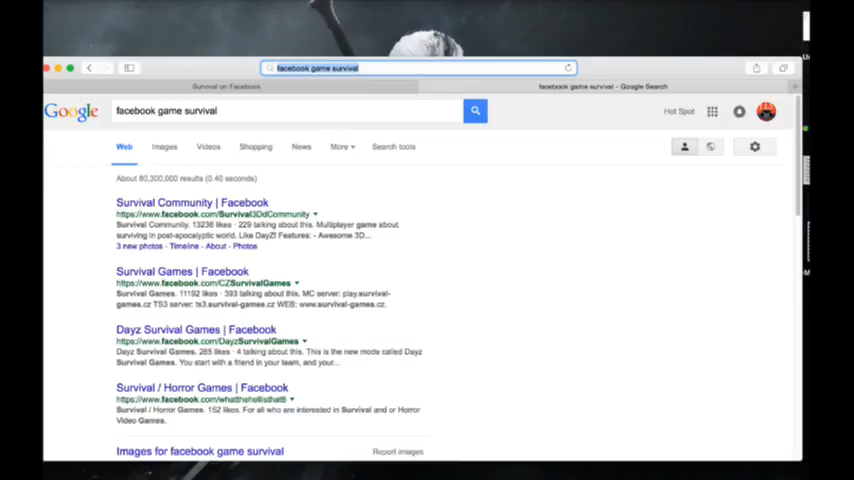 facebook game survival
Survival on Facebook
facebook game survival - Google Search
Google
facebook game survival
Hot Spot
Web Images Videos Shopping News More Search tools
About 80,300,000 results (0.40 seconds)
Survival Community | Facebook
https://www.facebook.com/Survival3DdCommunity
Survival Community. 13236 likes · 229 talking about this. Multiplayer game about
surviving in post-apocalyptic world. Like DayZ! Features: - Awesome 3D...
3 new photos - Timeline - About - Photos
Survival Games | Facebook
https://www.facebook.com/CZSurvivalGames
Survival Games. 11192 likes · 393 talking about this. MC server: play.survival-
games.cz TS3 server: ts3.survival-games.cz WEB: www.survival-games.cz.
Dayz Survival Games | Facebook
https://www.facebook.com/DayzSurvivalGames
Dayz Survival Games. 265 likes · 4 talking about this. This is the new mode called Dayz
Survival Games. You start with a friend in your team, and your...
Survival / Horror Games | Facebook
https://www.facebook.com/whatthehellisthat6
Survival / Horror Games. 152 likes. For all who are interested in Survival and or Horror
Video Games.
Images for facebook game survival
Report images